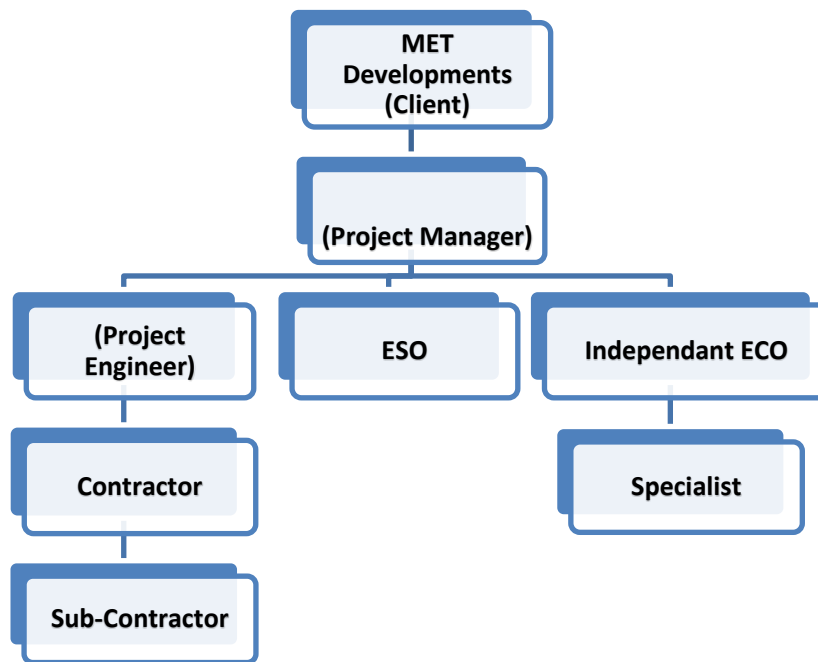 MET
Developments
(Client)
(Project Manager)
(Project
Engineer)
ESO
Independant ECO
Contractor
Specialist
Sub-Contractor